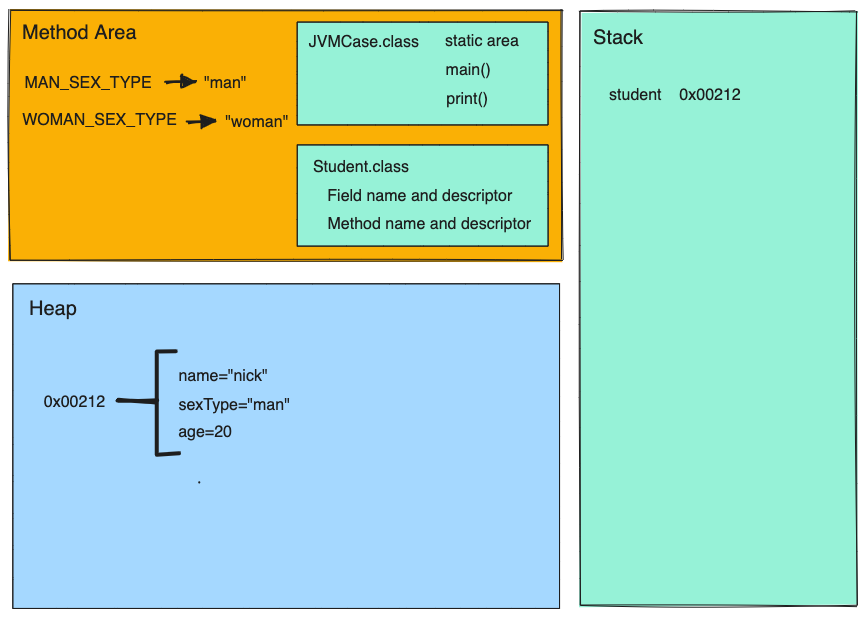 Method Area
MAN_SEX_TYPE "man"
WOMAN_SEX_TYPE "woman"
JVMCase.class static area
main()
print()
Student.class
Field name and descriptor
Method name and descriptor
Stack
student 0x00212
Heap
0x00212
name="nick"
sexType="man"
age=20
.